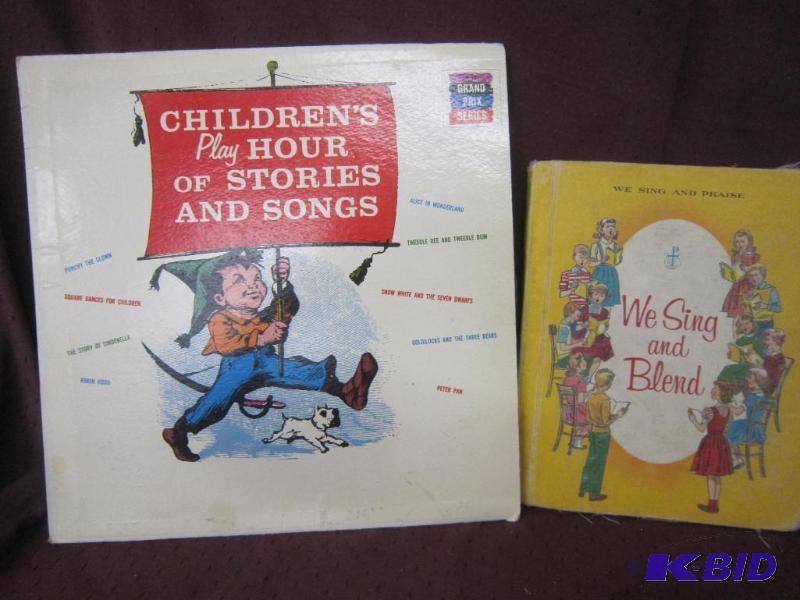 CHILDREN'S
Play HOUR
OF STORIES
AND SONGS
GRAND
PRIX
SERIES
ALICE IN WONDERLAND
PUNCHY THE CLOWN
TWEEDLE DEE AND TWEEDLE DUM
SQUARE DANCES FOR CHILDREN
SNOW WHITE AND THE SEVEN DWARFS
THE STORY OF CINDERELLA
GOLDILOCKS AND THE THREE BEARS
ROBIN HOOD
PETER PAN
WE SING AND PRAISE
We Sing
and
Blend
K-BID